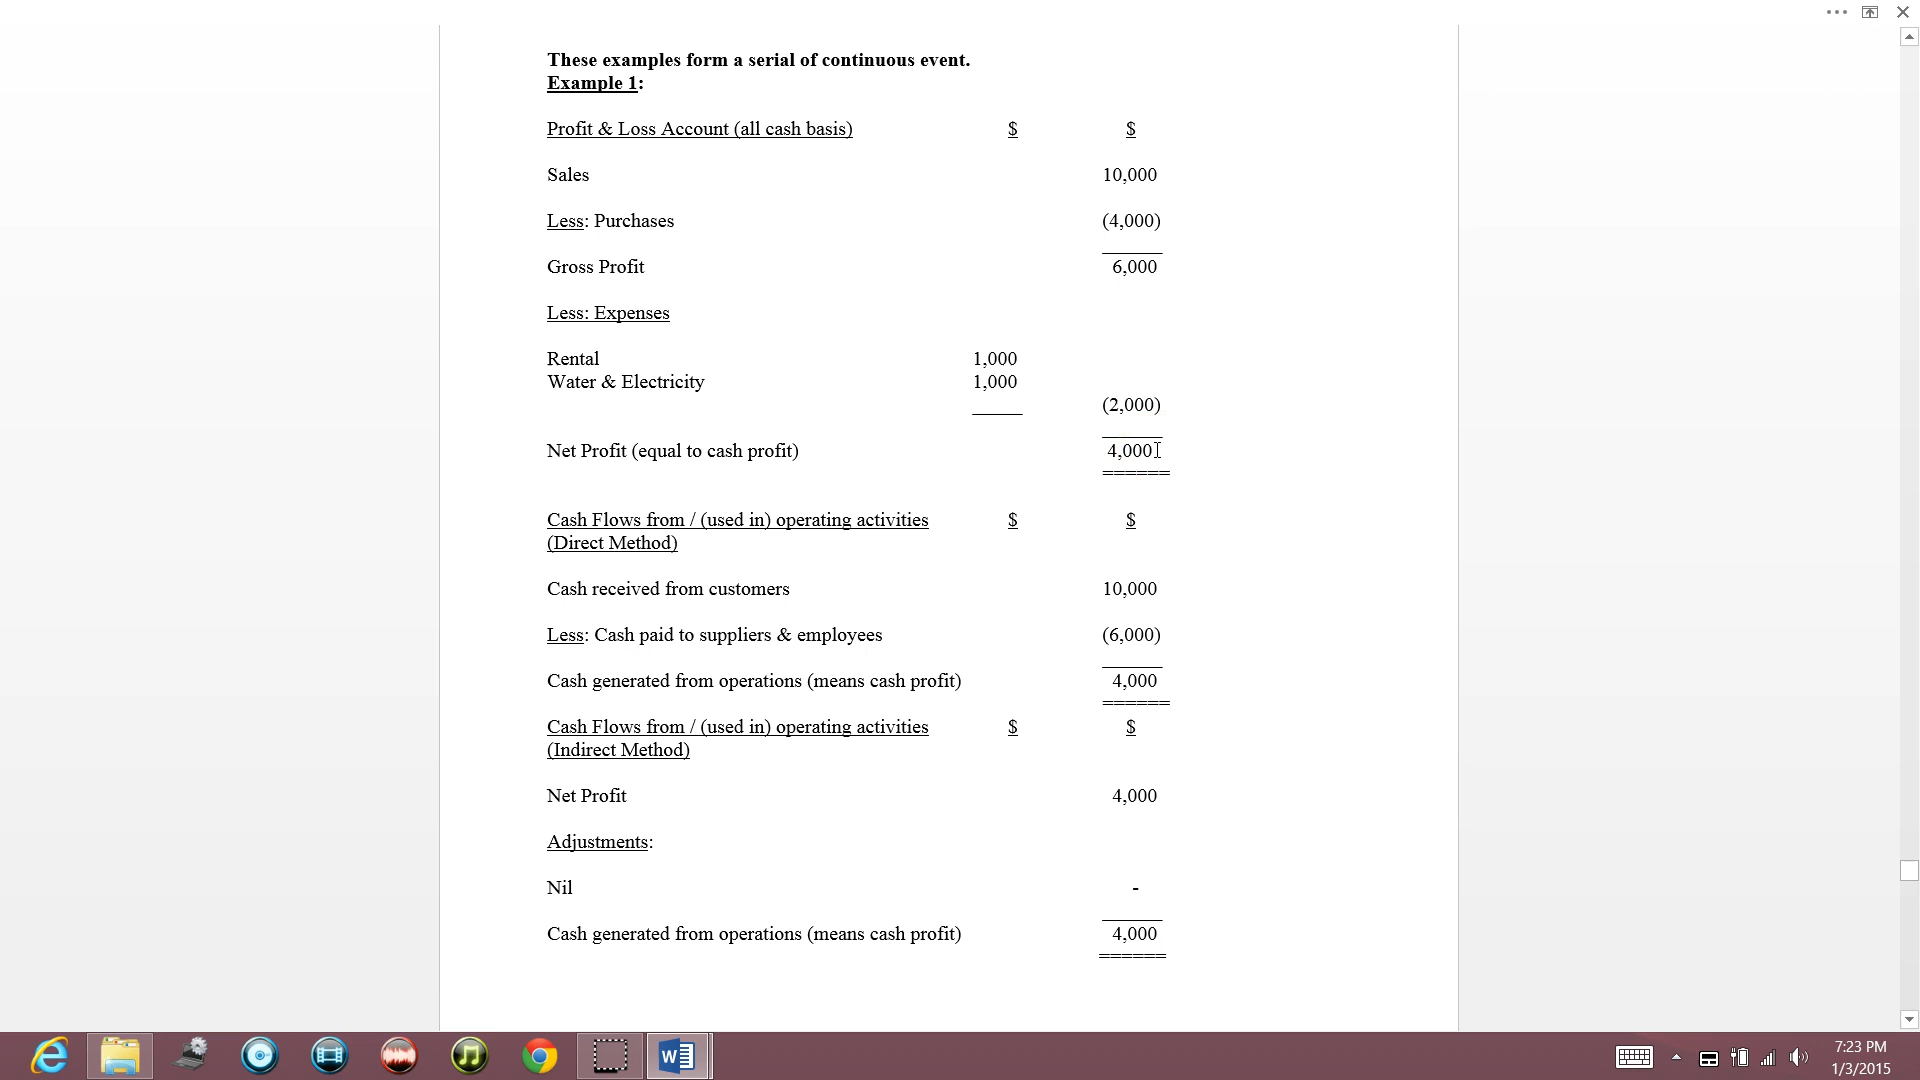 These examples form a serial of continuous event.
Example 1:
Profit & Loss Account (all cash basis) $ $
Sales 10,000
Less: Purchases (4,000)
Gross Profit 6,000
Less: Expenses
Rental 1,000
Water & Electricity 1,000
(2,000)
Net Profit (equal to cash profit) 4,000
======
Cash Flows from / (used in) operating activities $ $
(Direct Method)
Cash received from customers 10,000
Less: Cash paid to suppliers & employees (6,000)
Cash generated from operations (means cash profit) 4,000
======
Cash Flows from / (used in) operating activities $ $
(Indirect Method)
Net Profit 4,000
Adjustments:
Nil -
Cash generated from operations (means cash profit) 4,000
======
7:23 PM
1/3/2015